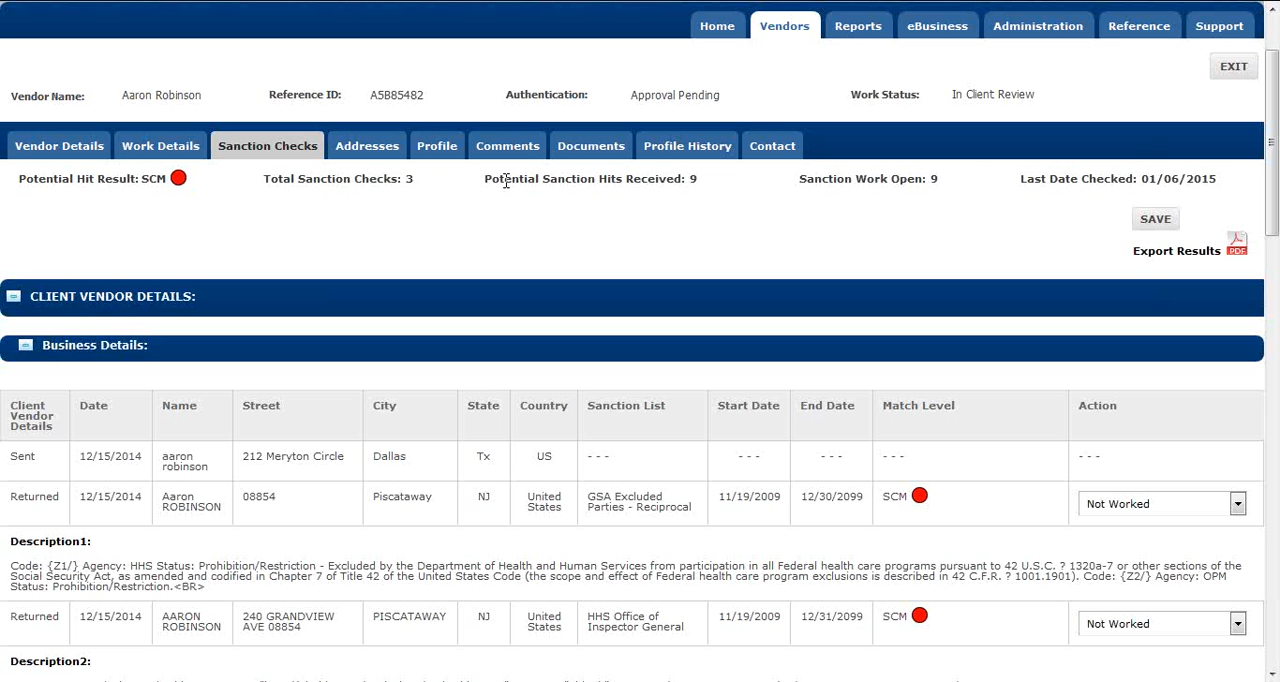 Home Vendors Reports eBusiness Administration Reference Support
EXIT
Vendor Name: Aaron Robinson Reference ID: A5B85482 Authentication: Approval Pending Work Status: In Client Review
Vendor Details Work Details Sanction Checks Addresses Profile Comments Documents Profile History Contact
Potential Hit Result: SCM Total Sanction Checks: 3 Potential Sanction Hits Received: 9 Sanction Work Open: 9 Last Date Checked: 01/06/2015
SAVE
Export Results PDF
CLIENT VENDOR DETAILS:
Business Details:
Client Vendor Details Date Name Street City State Country Sanction List Start Date End Date Match Level Action
Sent 12/15/2014 aaron robinson 212 Meryton Circle Dallas Tx US - - - - - - - - - - - - - - -
Returned 12/15/2014 Aaron ROBINSON 08854 Piscataway NJ United States GSA Excluded Parties - Reciprocal 11/19/2009 12/30/2099 SCM Not Worked
Description1:
Code: {Z1/} Agency: HHS Status: Prohibition/Restriction - Excluded by the Department of Health and Human Services from participation in all Federal health care programs pursuant to 42 U.S.C. ? 1320a-7 or other sections of the
Social Security Act, as amended and codified in Chapter 7 of Title 42 of the United States Code (the scope and effect of Federal health care program exclusions is described in 42 C.F.R. ? 1001.1901). Code: {Z2/} Agency: OPM
Status: Prohibition/Restriction.<BR>
Returned 12/15/2014 AARON ROBINSON 240 GRANDVIEW AVE 08854 PISCATAWAY NJ United States HHS Office of Inspector General 11/19/2009 12/31/2099 SCM Not Worked
Description2: